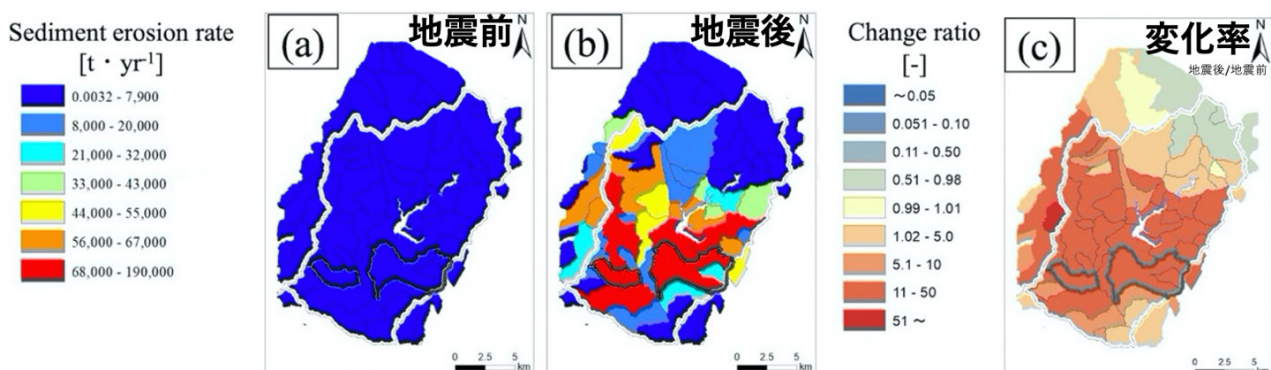 Sediment erosion rate
[t・yr⁻¹]
0.0032 - 7,900
8,000 - 20,000
21,000 - 32,000
33,000 - 43,000
44,000 - 55,000
56,000 - 67,000
68,000 - 190,000
(a)
地震前
N
0 2.5 5
km
(b)
地震後
N
0 2.5 5
km
Change ratio
[-]
～0.05
0.051 - 0.10
0.11 - 0.50
0.51 - 0.98
0.99 - 1.01
1.02 - 5.0
5.1 - 10
11 - 50
51 ～
(c)
変化率
地震後/地震前
N
0 2.5 5
km